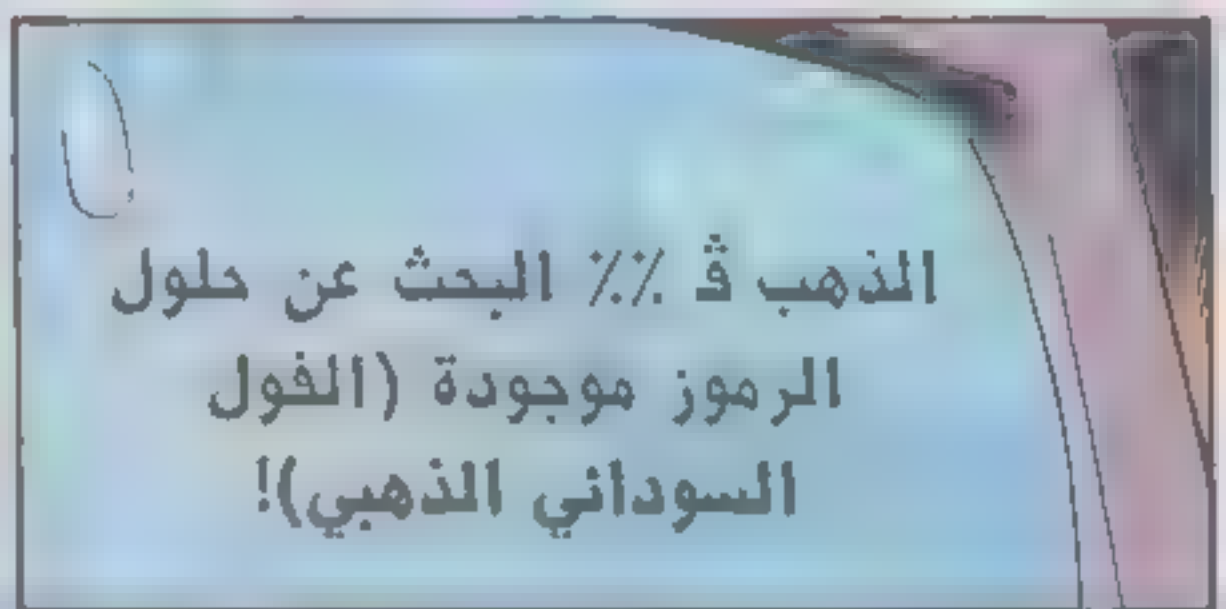 الذهب ڨ ٪٪ البحث عن حلول
الرموز موجودة (الفول
السوداني الذهبي)!